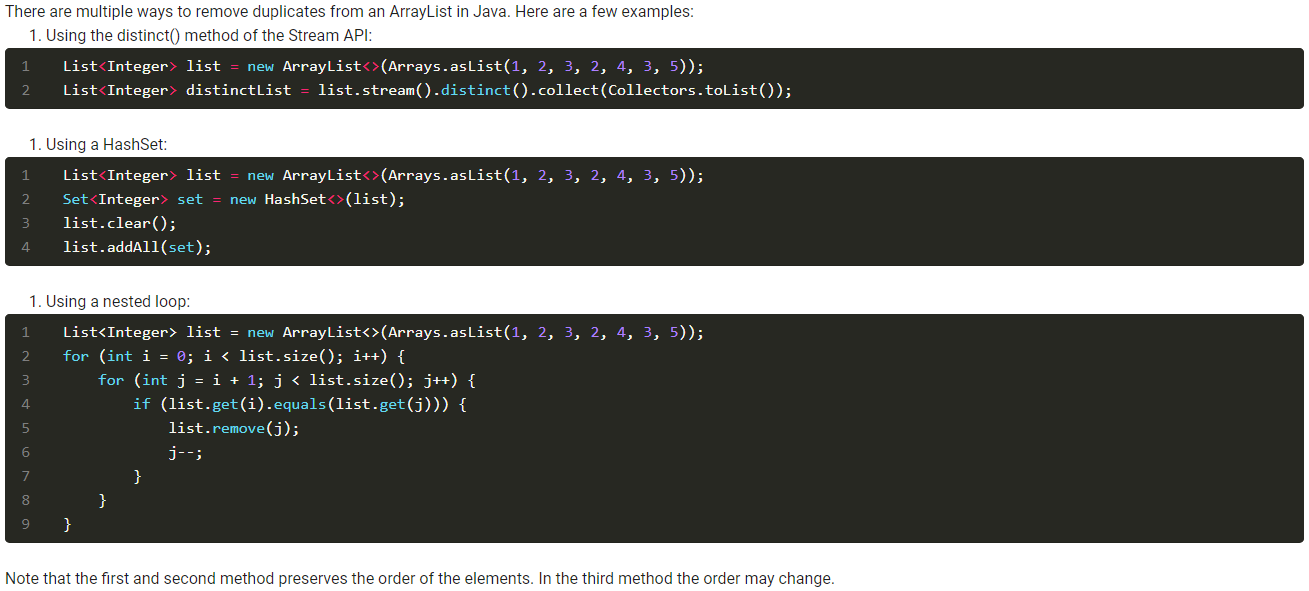 There are multiple ways to remove duplicates from an ArrayList in Java. Here are a few examples:
1. Using the distinct() method of the Stream API:
1 List<Integer> list = new ArrayList<>(Arrays.asList(1, 2, 3, 2, 4, 3, 5));
2 List<Integer> distinctList = list.stream().distinct().collect(Collectors.toList());
1. Using a HashSet:
1 List<Integer> list = new ArrayList<>(Arrays.asList(1, 2, 3, 2, 4, 3, 5));
2 Set<Integer> set = new HashSet<>(list);
3 list.clear();
4 list.addAll(set);
1. Using a nested loop:
1 List<Integer> list = new ArrayList<>(Arrays.asList(1, 2, 3, 2, 4, 3, 5));
2 for (int i = 0; i < list.size(); i++) {
3     for (int j = i + 1; j < list.size(); j++) {
4         if (list.get(i).equals(list.get(j))) {
5             list.remove(j);
6             j--;
7         }
8     }
9 }
Note that the first and second method preserves the order of the elements. In the third method the order may change.